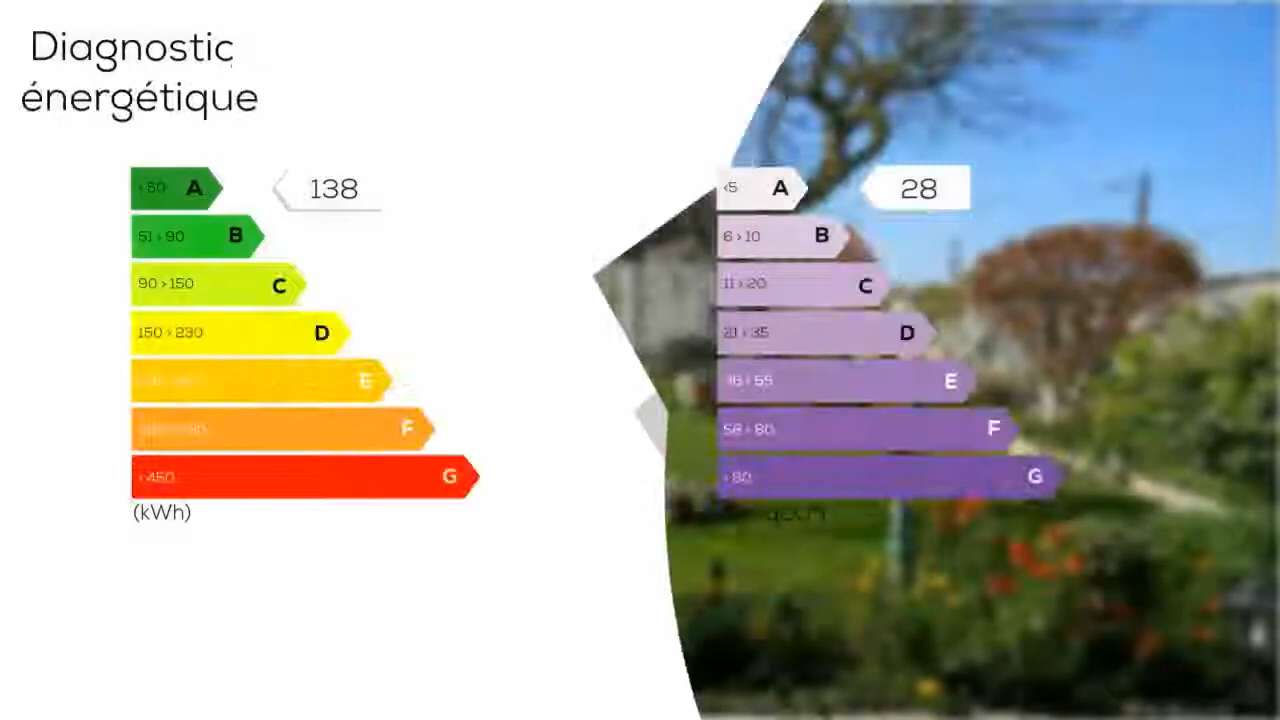 Diagnostic
énergétique
A
138
51 > 90 B
90 > 150 C
150 > 230 D
E
F
> 450 G
(kWh)
<5 A
28
6 > 10 B
11 > 20 C
21 > 35 D
36 > 55 E
56 > 80 F
> 80 G